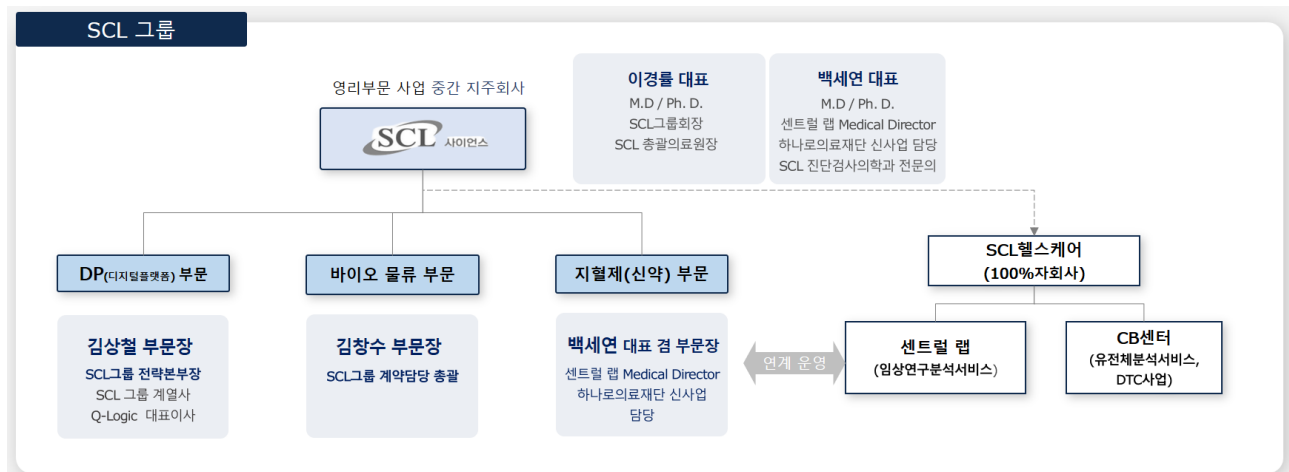 SCL 그룹
영리부문 사업 중간 지주회사
SCL 사이언스
이경률 대표
M.D / Ph. D.
SCL그룹회장
SCL 총괄의료원장
백세연 대표
M.D / Ph. D.
센트럴 랩 Medical Director
하나로의료재단 신사업 담당
SCL 진단검사의학과 전문의
DP(디지털플랫폼) 부문
김상철 부문장
SCL그룹 전략본부장
SCL 그룹 계열사
Q-Logic 대표이사
바이오 물류 부문
김창수 부문장
SCL그룹 계약담당 총괄
지혈제(신약) 부문
백세연 대표 겸 부문장
센트럴 랩 Medical Director
하나로의료재단 신사업
담당
연계 운영
SCL헬스케어
(100%자회사)
센트럴 랩
(임상연구분석서비스)
CB센터
(유전체분석서비스,
DTC사업)